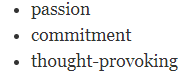 • passion
• commitment
• thought-provoking